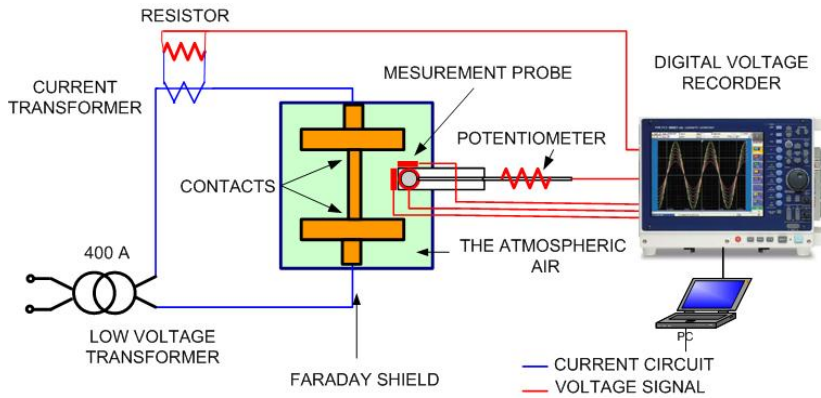 RESISTOR
CURRENT
TRANSFORMER
MESUREMENT PROBE
DIGITAL VOLTAGE
RECORDER
POTENTIOMETER
CONTACTS
400 A
THE ATMOSPHERIC
AIR
LOW VOLTAGE
TRANSFORMER
FARADAY SHIELD
PC
CURRENT CIRCUIT
VOLTAGE SIGNAL